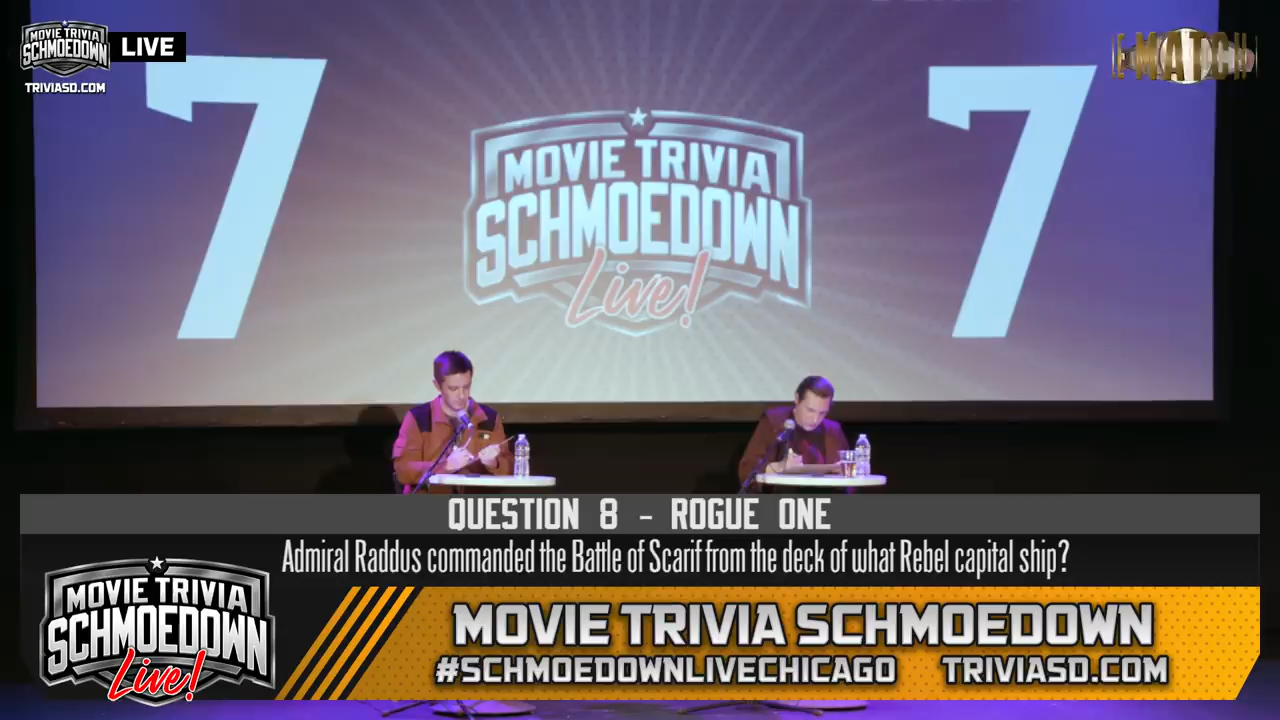 MOVIE TRIVIA
SCHMOEDOWN
LIVE
TRIVIASD.COM
E MATCH
7
7
MOVIE TRIVIA
SCHMOEDOWN
Live!
QUESTION 8 - ROGUE ONE
Admiral Raddus commanded the Battle of Scarif from the deck of what Rebel capital ship?
MOVIE TRIVIA
SCHMOEDOWN
Live!
MOVIE TRIVIA SCHMOEDOWN
#SCHMOEDOWNLIVECHICAGO TRIVIASD.COM